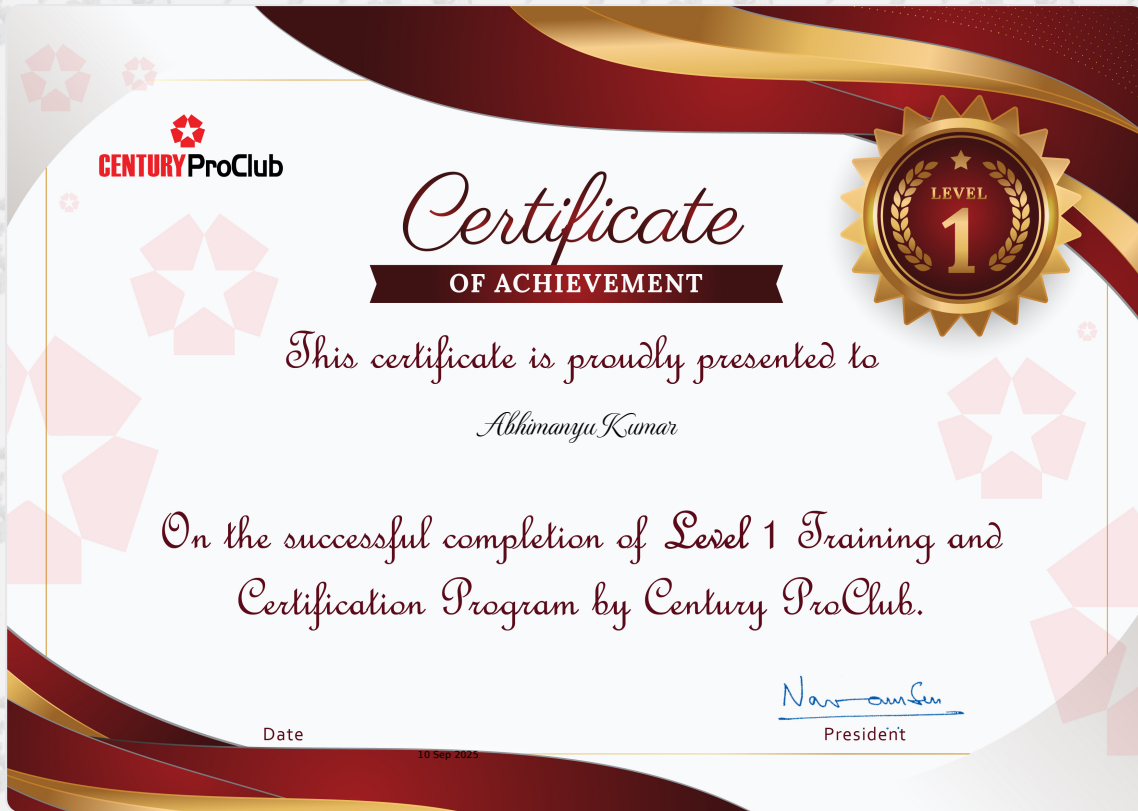 CENTURY ProClub
LEVEL
1
Certificate
OF ACHIEVEMENT
This certificate is proudly presented to
Abhimanyu Kumar
On the successful completion of Level 1 Training and
Certification Program by Century ProClub.
Date
President
10 Sep 2025